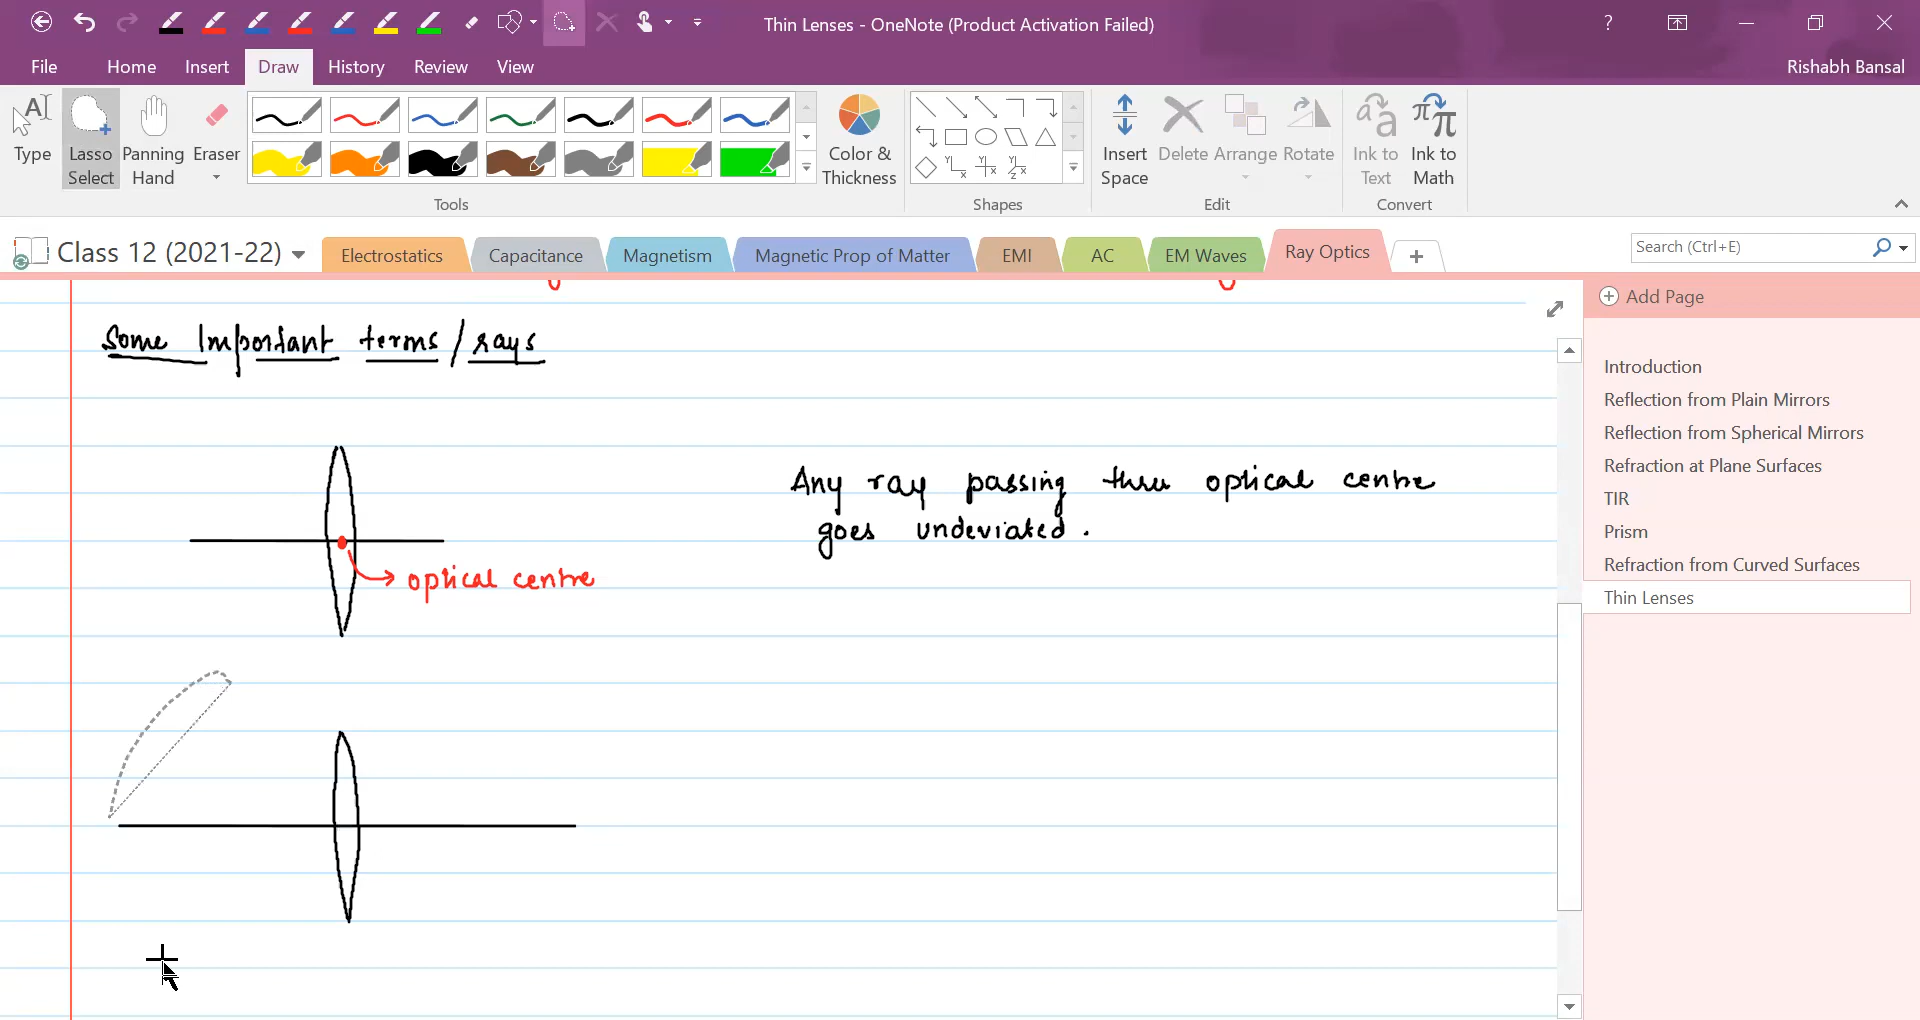 Thin Lenses - OneNote (Product Activation Failed)
?
File Home Insert Draw History Review View
Rishabh Bansal
Type
Lasso Select
Panning Hand
Eraser
Color & Thickness
Insert Space
Delete
Arrange
Rotate
Ink to Text
Ink to Math
Tools
Shapes
Edit
Convert
Class 12 (2021-22)
Electrostatics
Capacitance
Magnetism
Magnetic Prop of Matter
EMI
AC
EM Waves
Ray Optics
Search (Ctrl+E)
Add Page
Introduction
Reflection from Plain Mirrors
Reflection from Spherical Mirrors
Refraction at Plane Surfaces
TIR
Prism
Refraction from Curved Surfaces
Thin Lenses
Some Important terms/rays
Any ray passing thru optical centre
goes undeviated.
optical centre